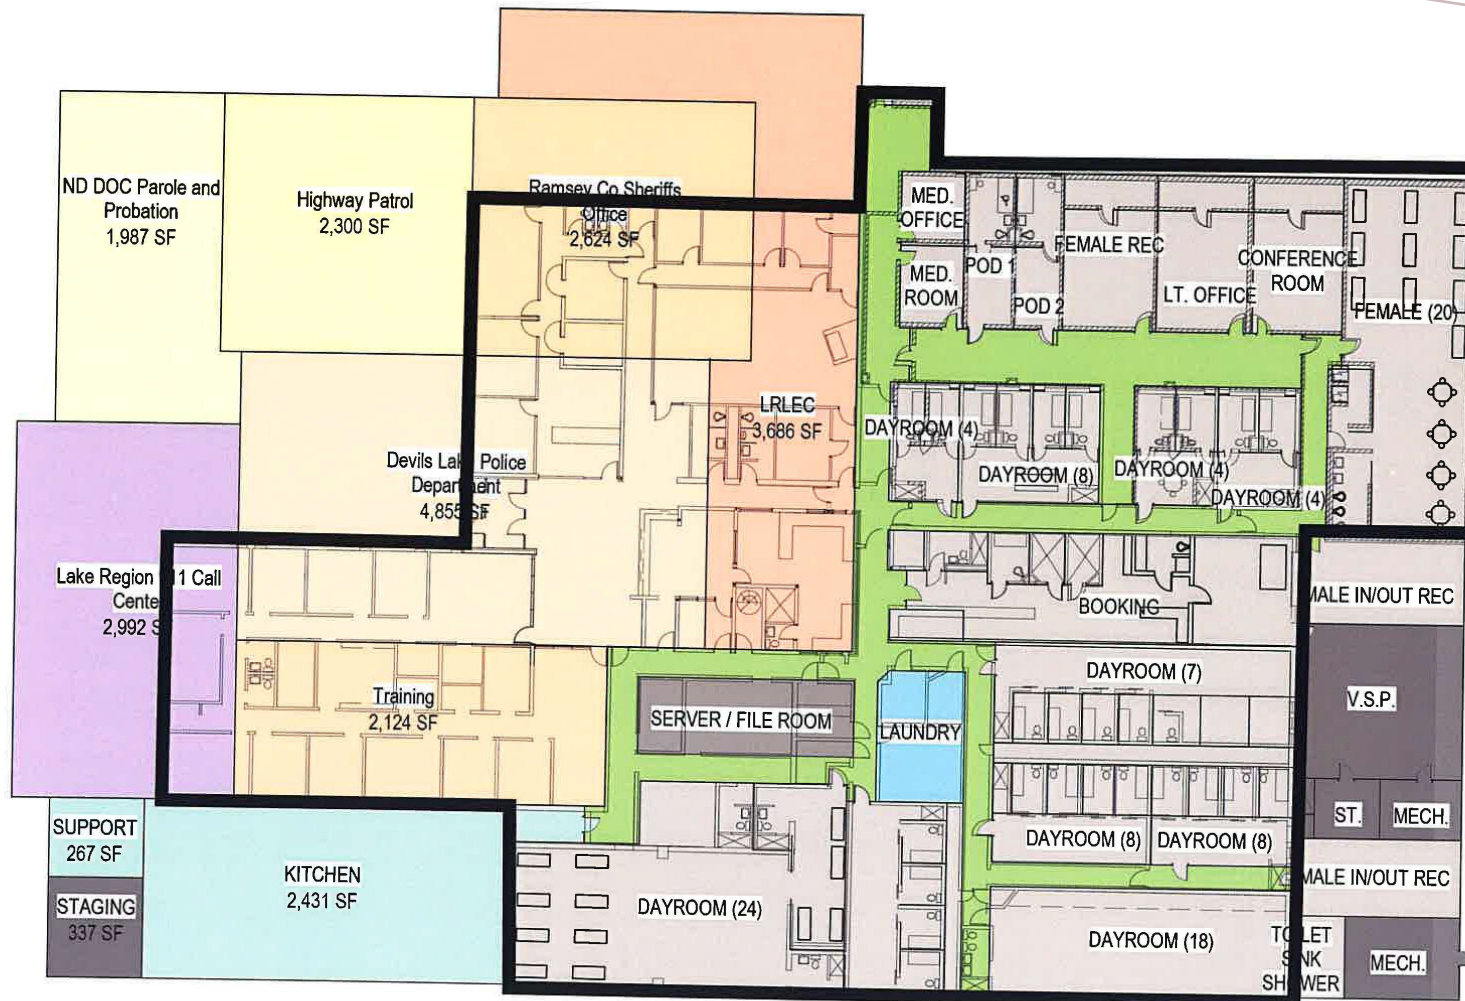 ND DOC Parole and
Probation
1,987 SF
Highway Patrol
2,300 SF
Ramsey Co Sheriffs
Office
2,624 SF
MED.
OFFICE
MED.
ROOM
POD 1
POD 2
FEMALE REC
LT. OFFICE
CONFERENCE
ROOM
FEMALE (20)
LRLEC
3,686 SF
DAYROOM (4)
DAYROOM (8)
DAYROOM (4)
DAYROOM (4)
Devils Lake Police
Department
4,855 SF
Lake Region 11 Call
Cente
2,992 S
BOOKING
MALE IN/OUT REC
DAYROOM (7)
V.S.P.
Training
2,124 SF
SERVER / FILE ROOM
LAUNDRY
ST.
MECH.
SUPPORT
267 SF
DAYROOM (8)
DAYROOM (8)
KITCHEN
2,431 SF
MALE IN/OUT REC
STAGING
337 SF
DAYROOM (24)
DAYROOM (18)
TOILET
SINK
SHOWER
MECH.